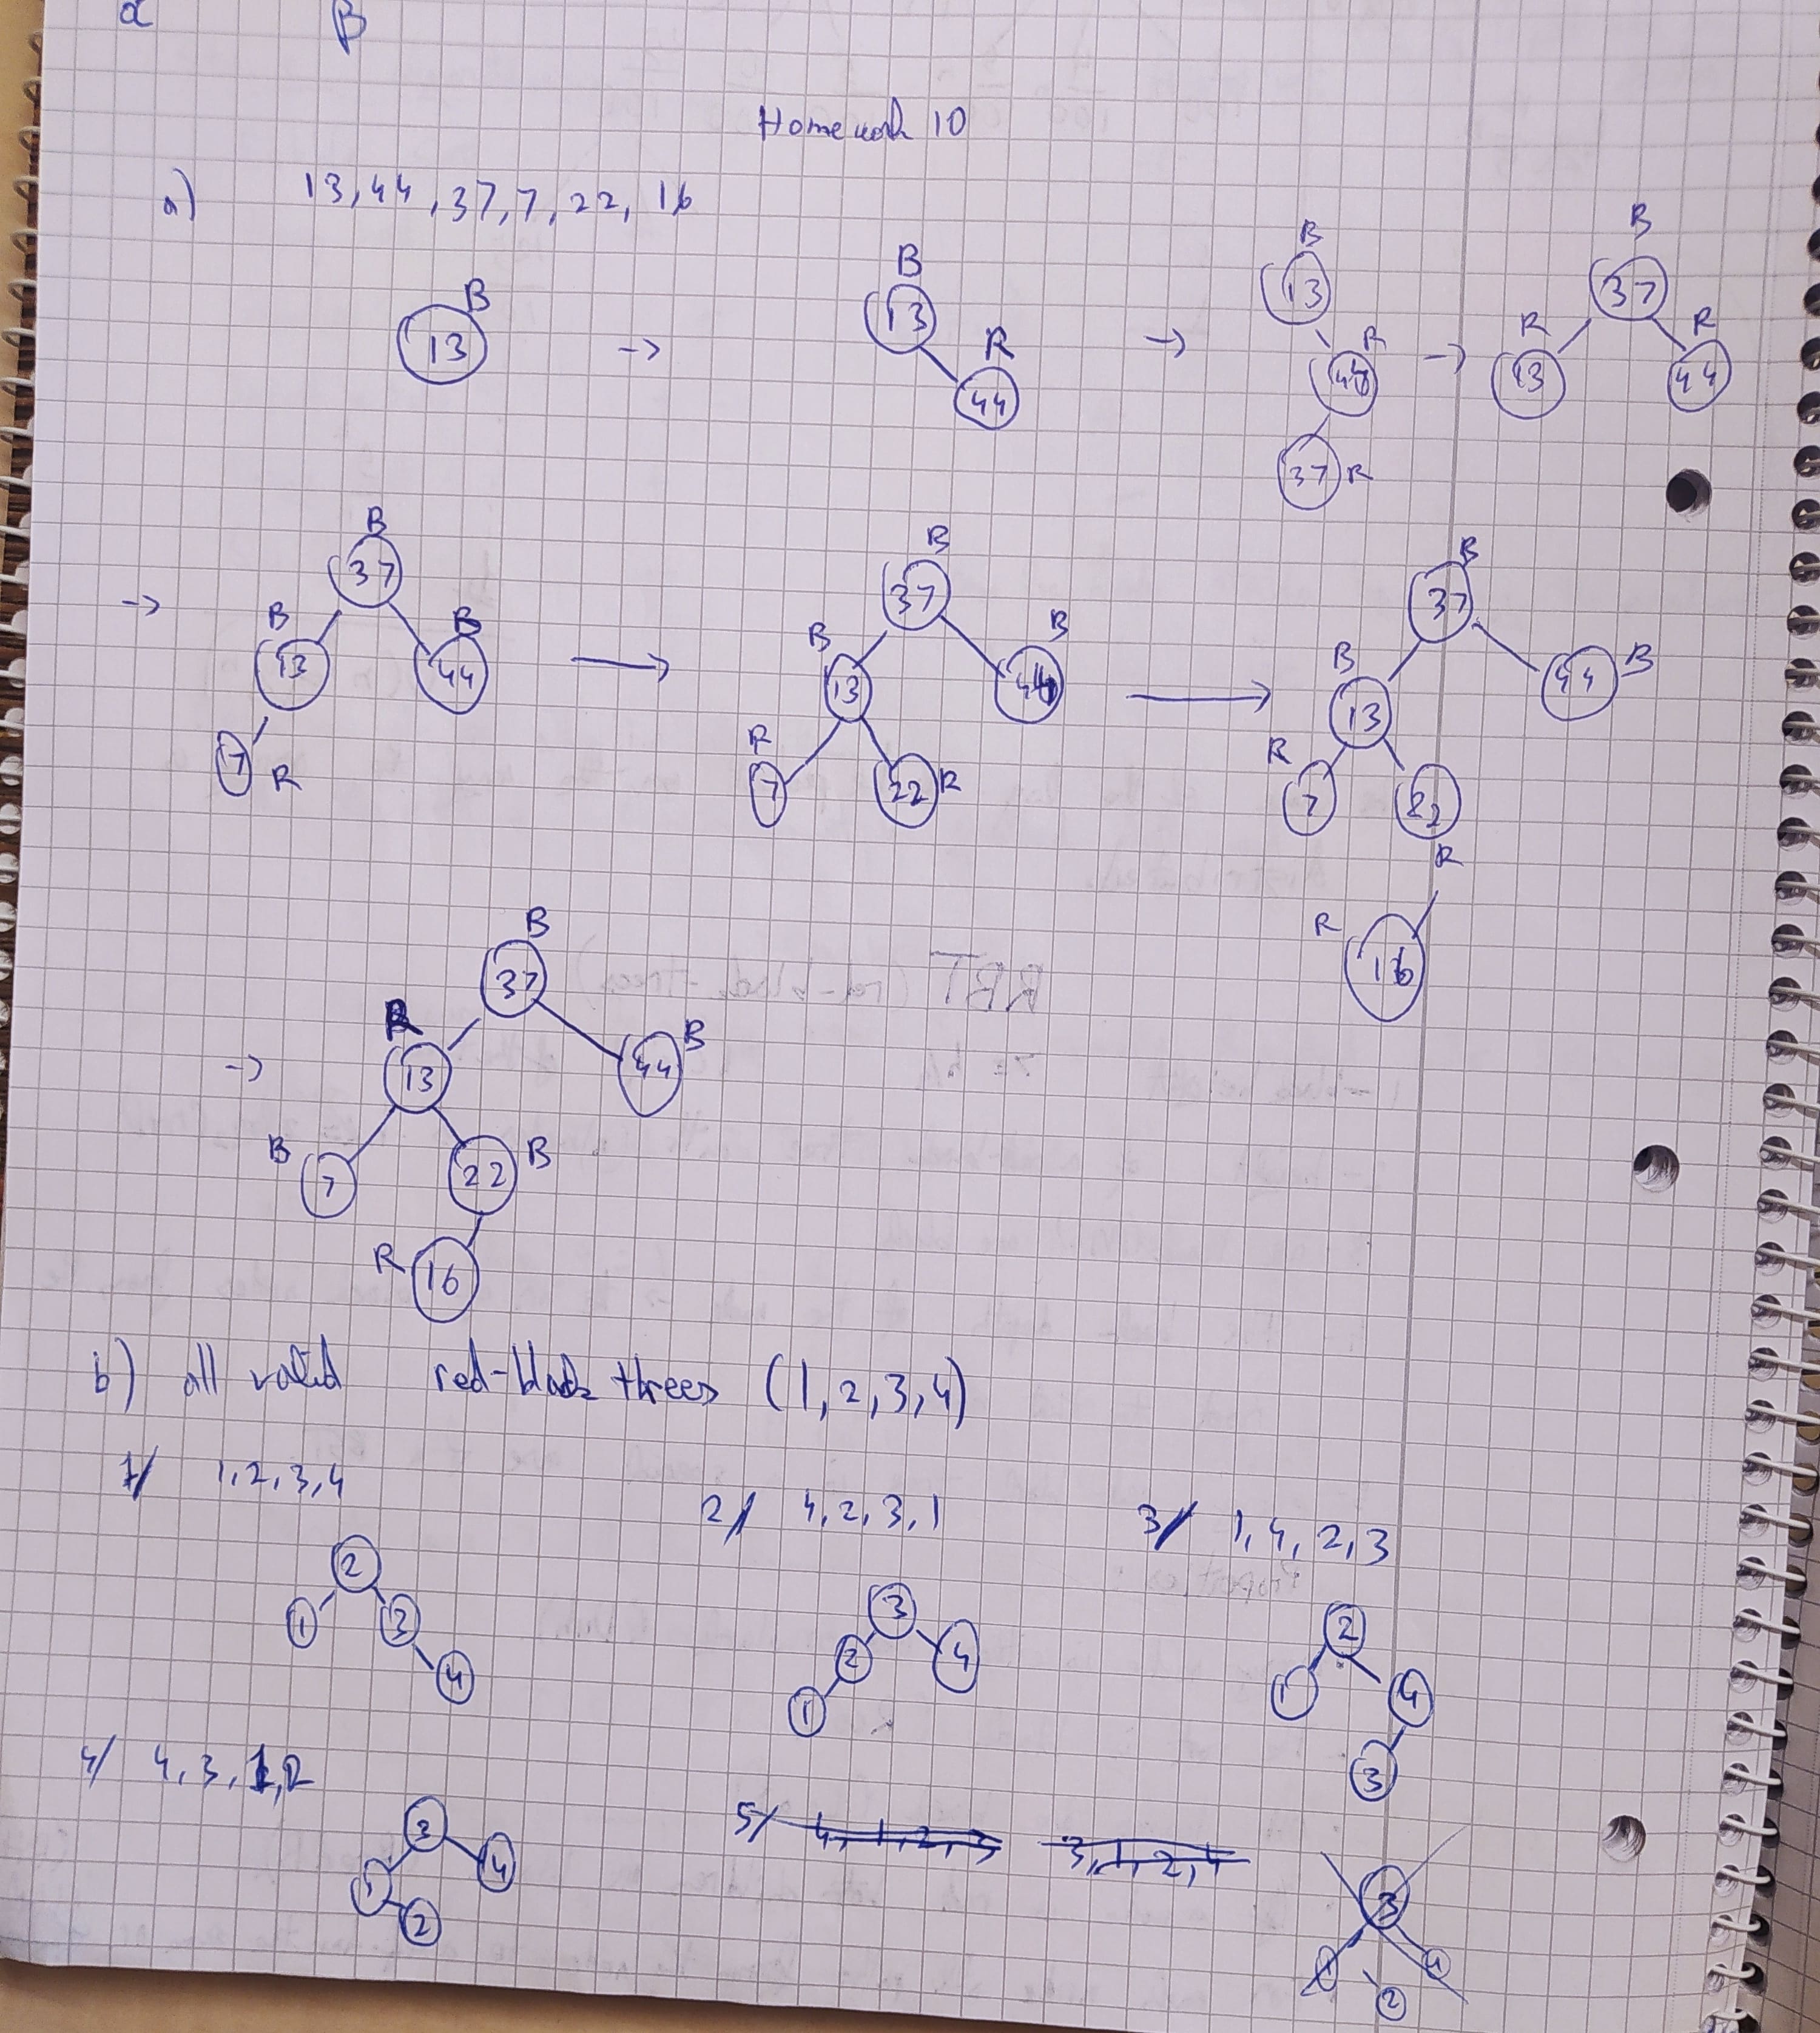 α β
Homework 10
a) 13, 44, 37, 7, 22, 16
B 13 → B 13 R 44 → B 13 R 44 37 R → B 37 R 13 R 44
→ B 37 B 13 B 44 7 R → B 37 B 13 B 44 R 7 22 R → B 37 B 13 44 B R 7 22 R R 16
→ B 37 R 13 44 B B 7 22 B R 16
RBT (red-black-trees)
b) all valid red-black threes (1, 2, 3, 4)
1/ 1, 2, 3, 4 2/ 4, 2, 3, 1 3/ 1, 4, 2, 3
2 1 3 4 3 2 4 1 2 1 4 3
4/ 4, 3, 1, 2
3 4 1 2
5/ 4, 1, 2, 3 3, 1, 2, 4
3 1 4 2